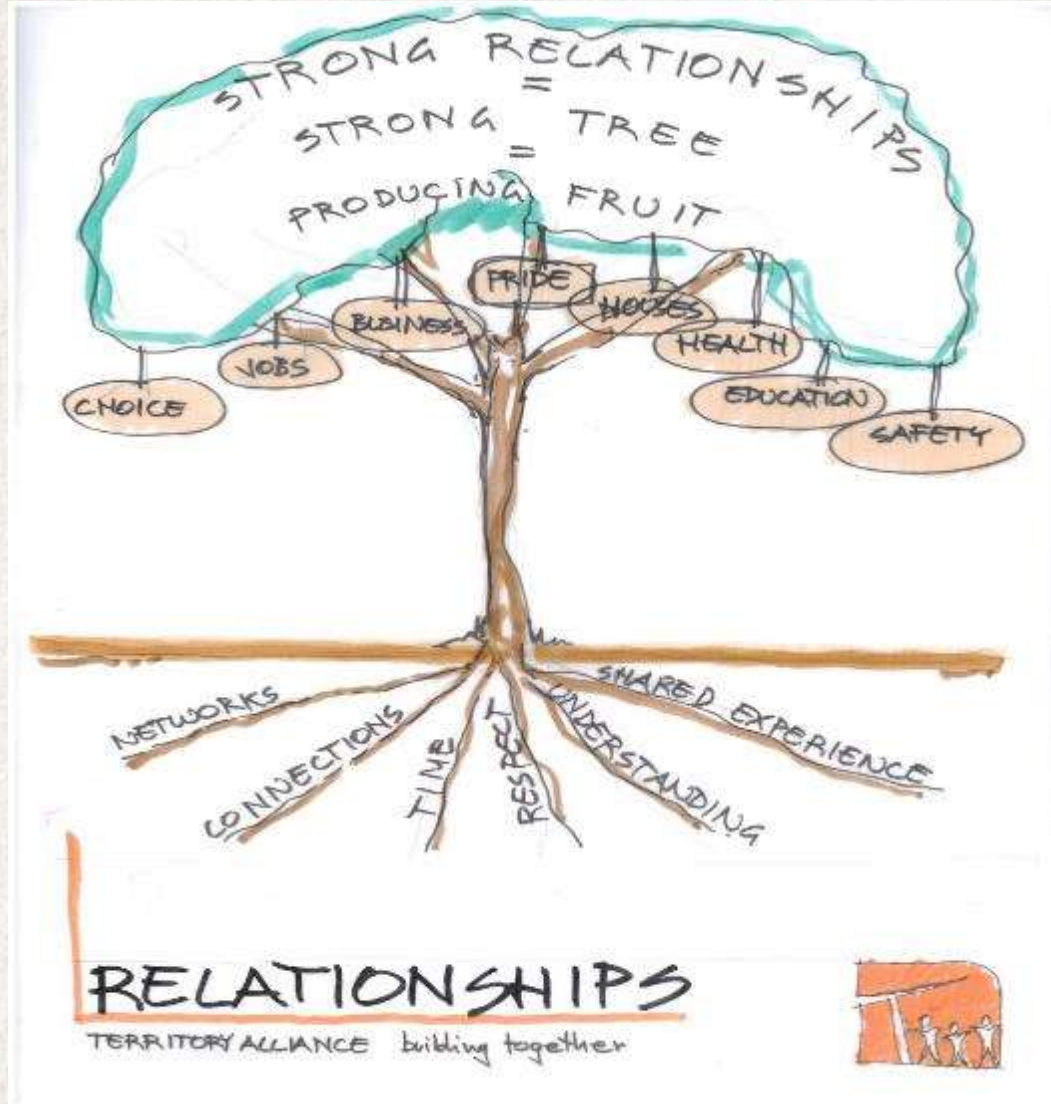 STRONG RELATIONSHIPS
=
STRONG TREE
=
PRODUCING FRUIT
PRIDE
HOUSES
BUSINESS
HEALTH
JOBS
EDUCATION
CHOICE
SAFETY
SHARED EXPERIENCE
NETWORKS
CONNECTIONS
TIME
RESPECT
UNDERSTANDING
RELATIONSHIPS
TERRITORY ALLIANCE building together